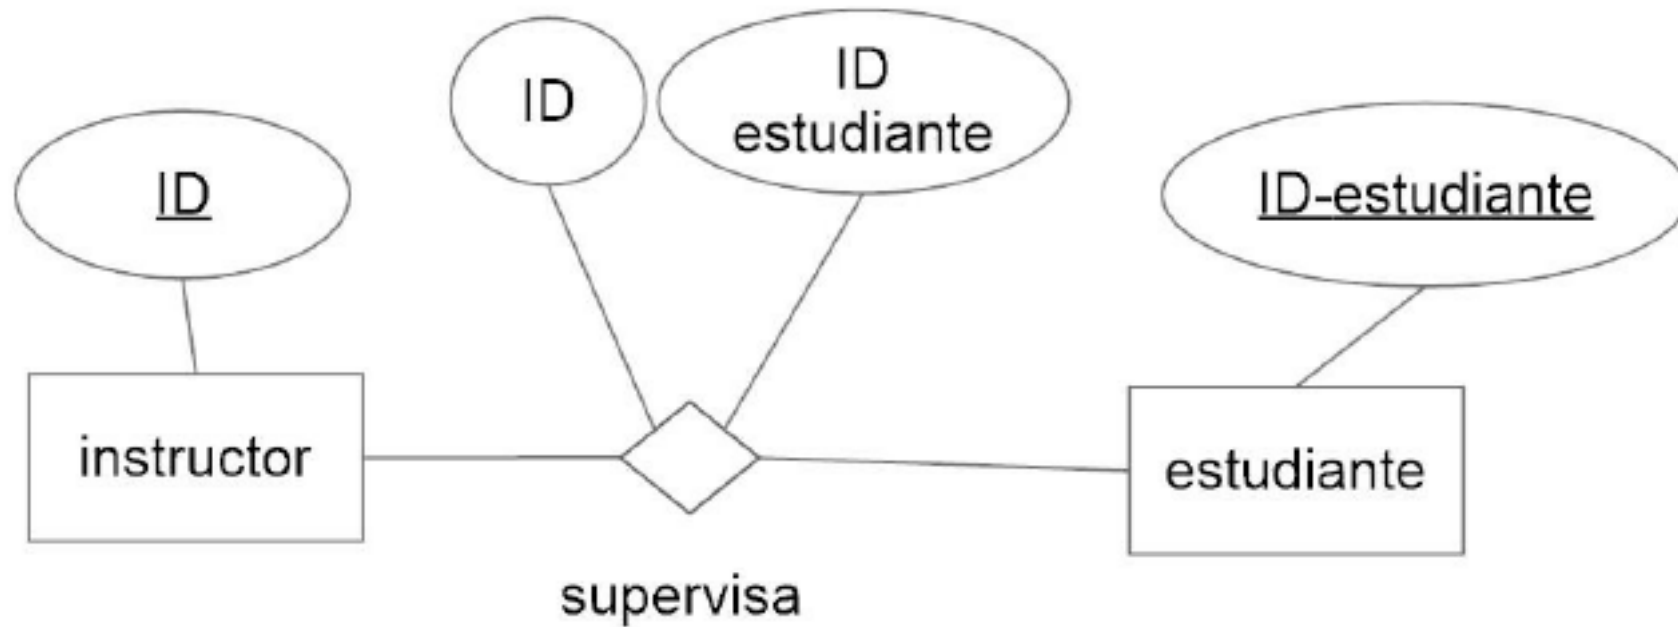 ID
ID
ID
estudiante
ID-estudiante
instructor
estudiante
supervisa